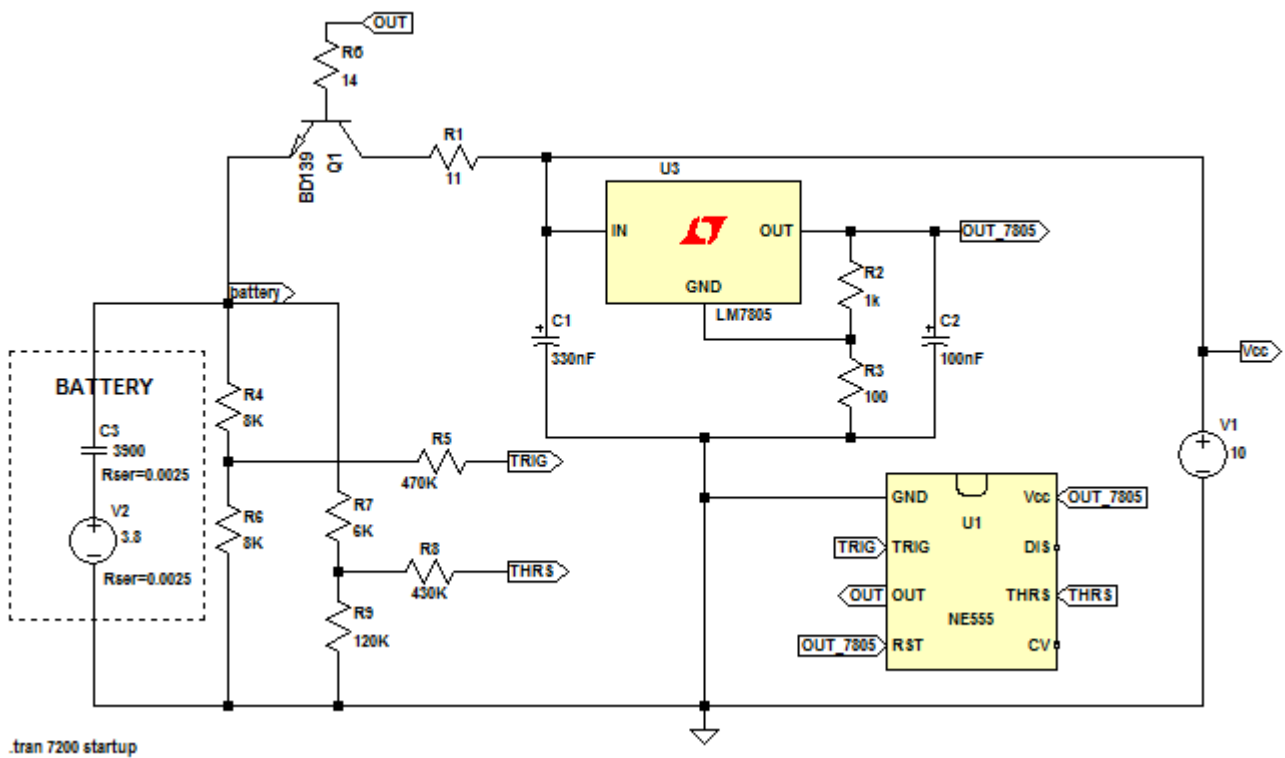 OUT
R6
14
BD139
Q1
R1
11
U3
IN
OUT
GND
LM7805
OUT_7805
R2
1k
C1
330nF
C2
100nF
R3
100
Vcc
V1
10
battery
BATTERY
C3
3900
Rser=0.0025
V2
3.8
Rser=0.0025
R4
8K
R5
470K
TRIG
R6
8K
R7
6K
R8
430K
THRS
R9
120K
GND
Vcc
OUT_7805
U1
TRIG
TRIG
DIS
OUT
OUT
THRS
THRS
NE555
OUT_7805
RST
CV
.tran 7200 startup